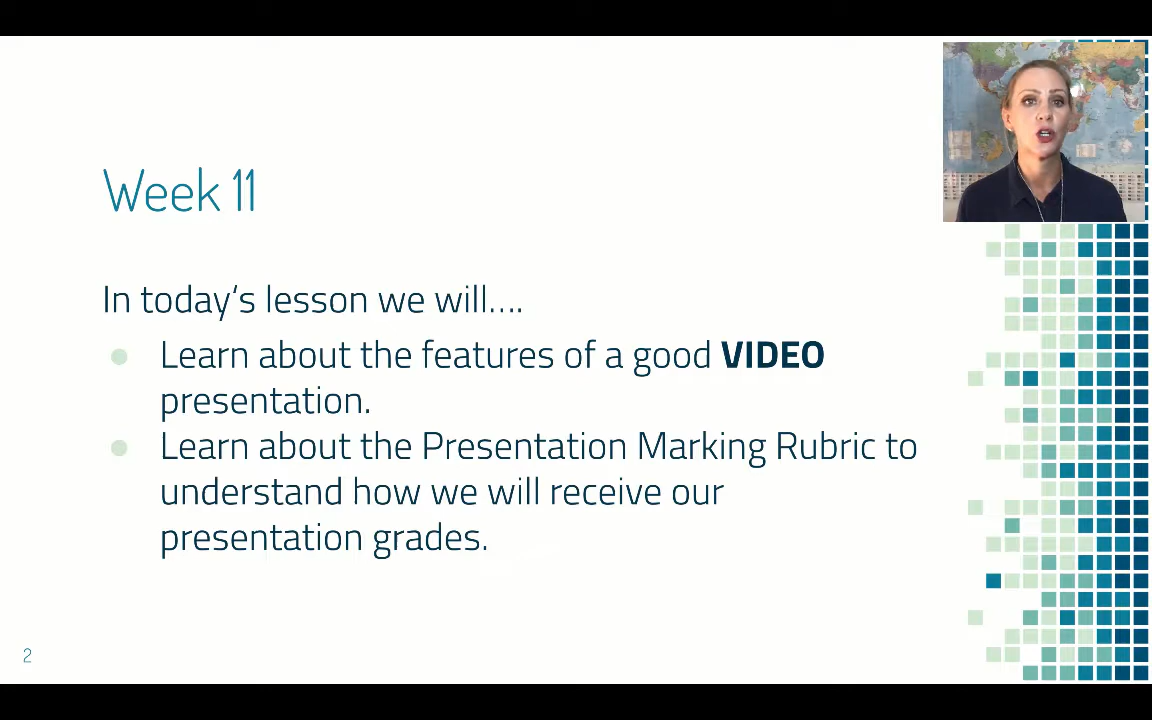 Week 11
In today's lesson we will....
Learn about the features of a good VIDEO
presentation.
Learn about the Presentation Marking Rubric to
understand how we will receive our
presentation grades.
2